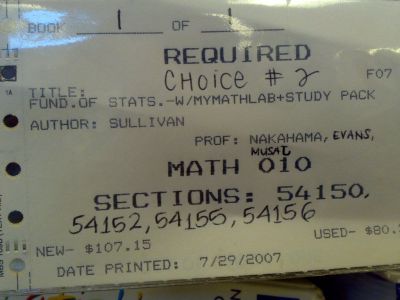 BOOK 1 OF 1
REQUIRED
CHOICE # 2 F07
TITLE:
FUND.OF STATS.-W/MYMATHLAB+STUDY PACK
AUTHOR: SULLIVAN
PROF: NAKAHAMA, EVANS,
MUSAT
MATH 010
SECTIONS: 54150,
54152, 54155, 54156
NEW- $107.15 USED- $80.
DATE PRINTED: 7/29/2007